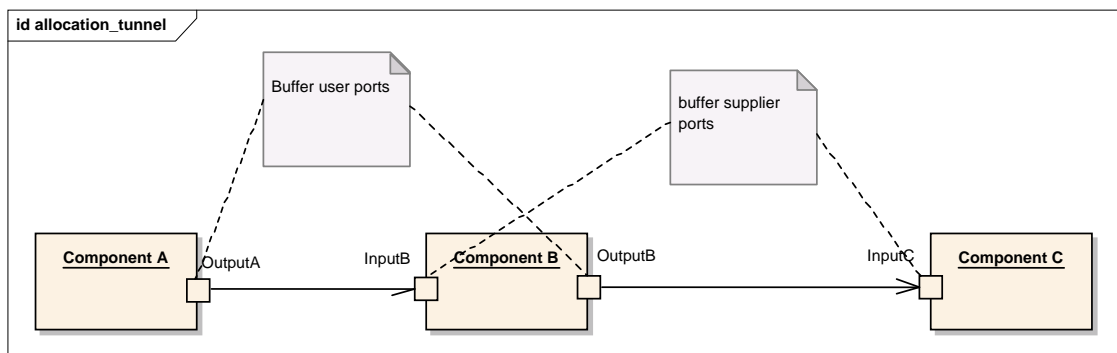 id allocation_tunnel
Buffer user ports
buffer supplier
ports
Component A
OutputA
InputB
Component B
OutputB
InputC
Component C